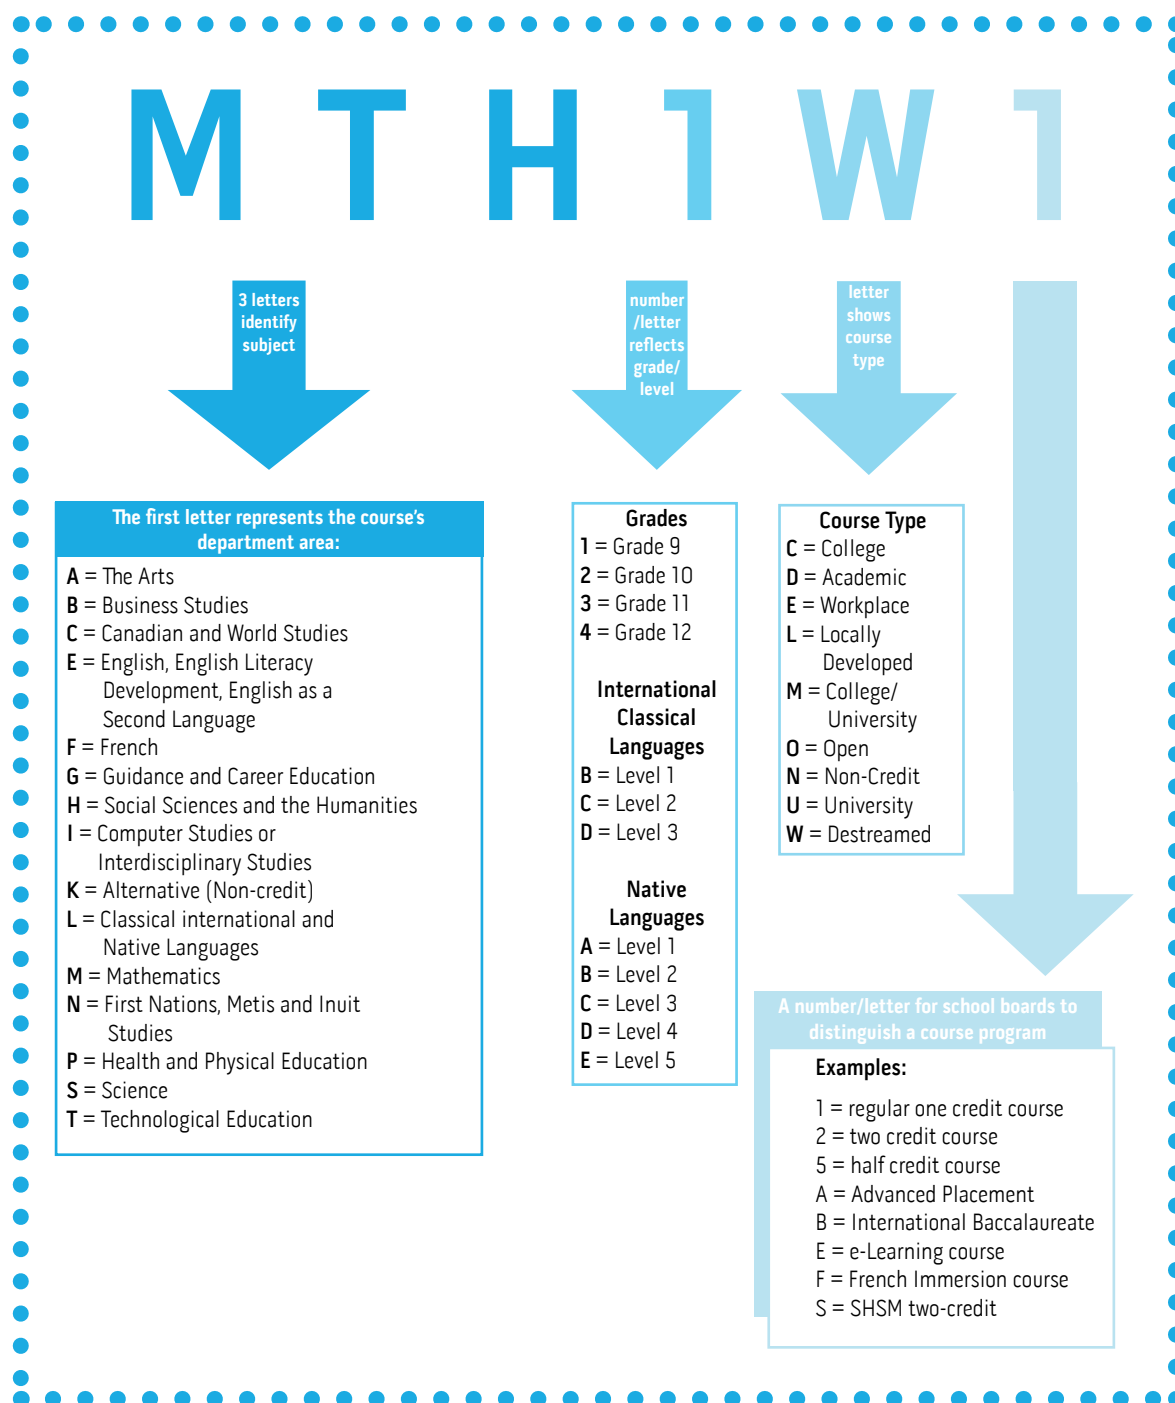 M T H 1 W 1
3 letters
identify
subject
number
/letter
reflects
grade/
level
letter
shows
course
type
The first letter represents the course's
department area:
A = The Arts
B = Business Studies
C = Canadian and World Studies
E = English, English Literacy
Development, English as a
Second Language
F = French
G = Guidance and Career Education
H = Social Sciences and the Humanities
I = Computer Studies or
Interdisciplinary Studies
K = Alternative (Non-credit)
L = Classical international and
Native Languages
M = Mathematics
N = First Nations, Metis and Inuit
Studies
P = Health and Physical Education
S = Science
T = Technological Education
Grades
1 = Grade 9
2 = Grade 10
3 = Grade 11
4 = Grade 12
International
Classical
Languages
B = Level 1
C = Level 2
D = Level 3
Native
Languages
A = Level 1
B = Level 2
C = Level 3
D = Level 4
E = Level 5
Course Type
C = College
D = Academic
E = Workplace
L = Locally
Developed
M = College/
University
O = Open
N = Non-Credit
U = University
W = Destreamed
A number/letter for school boards to
distinguish a course program
Examples:
1 = regular one credit course
2 = two credit course
5 = half credit course
A = Advanced Placement
B = International Baccalaureate
E = e-Learning course
F = French Immersion course
S = SHSM two-credit